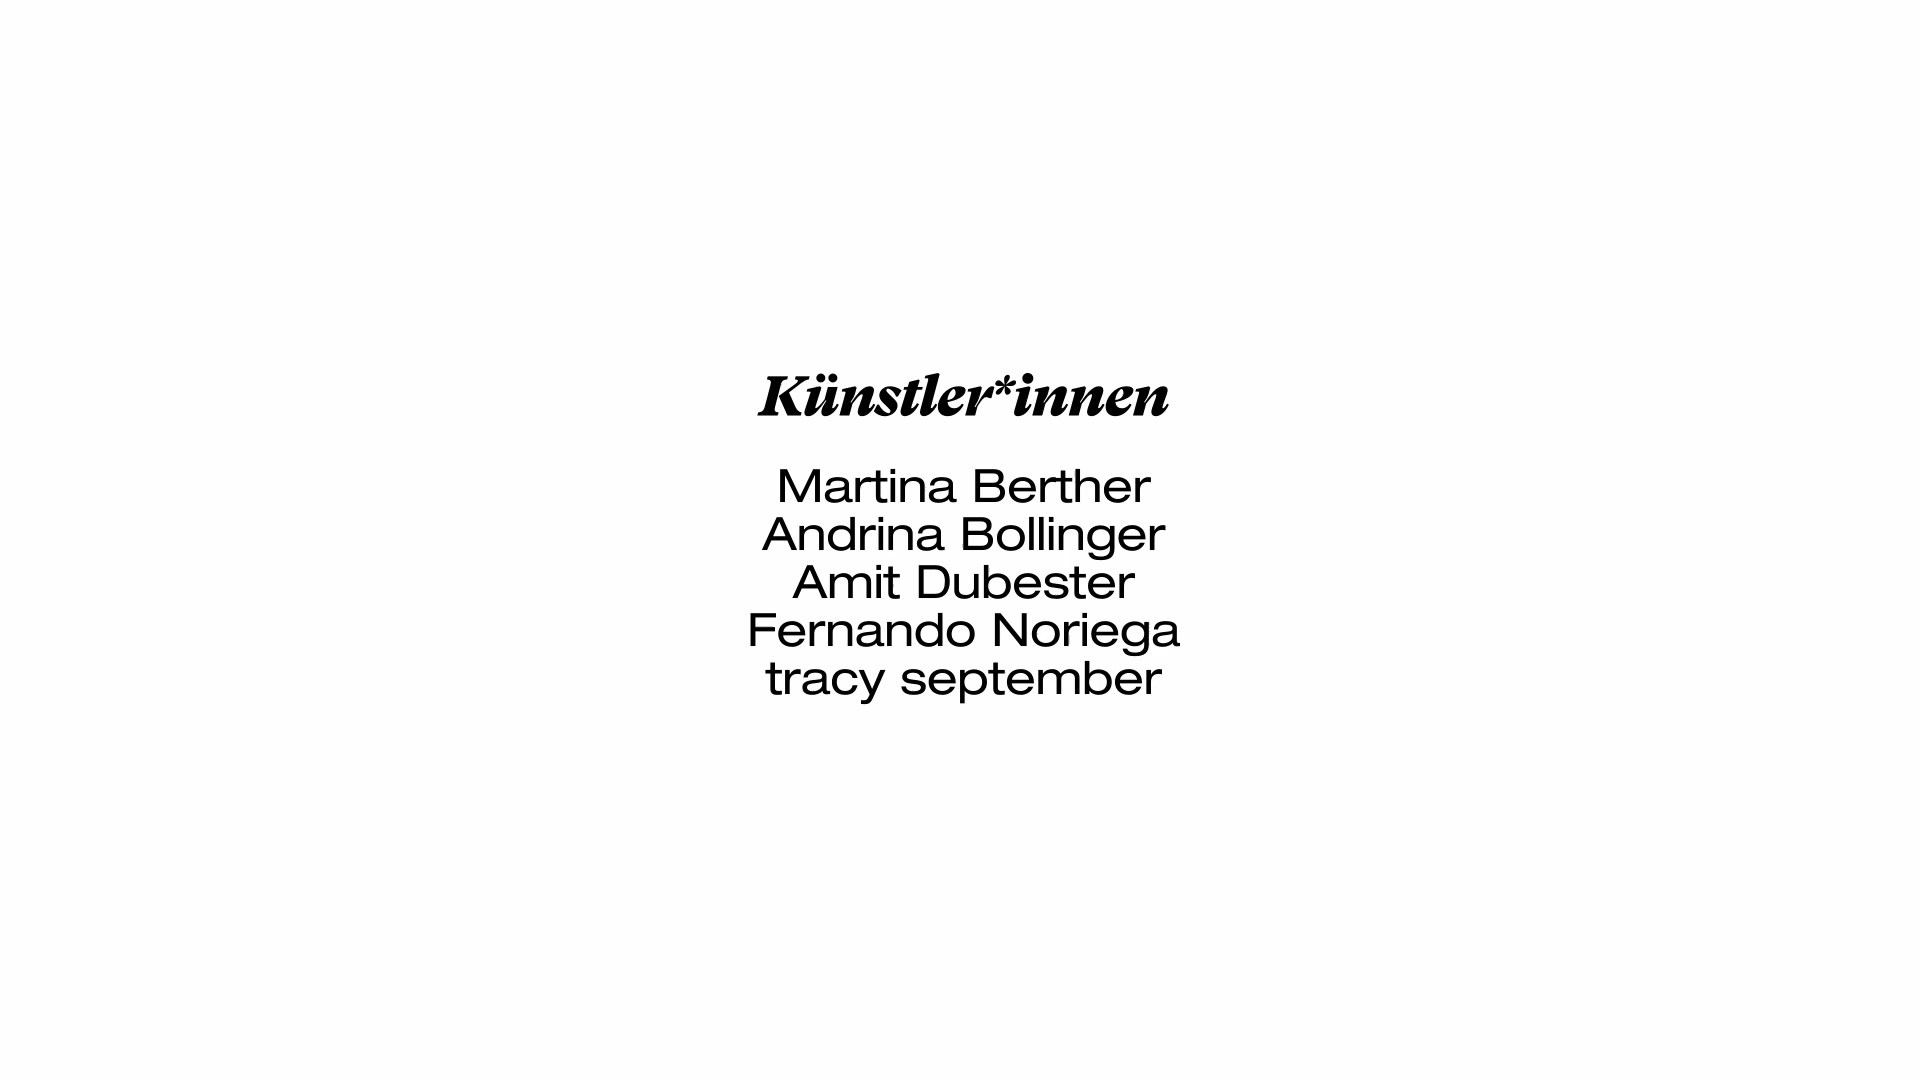 Künstler*innen
Martina Berther
Andrina Bollinger
Amit Dubester
Fernando Noriega
tracy september